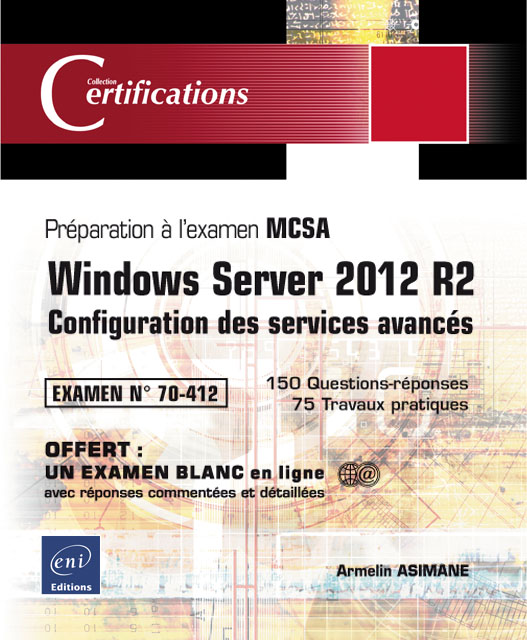 Collection
Certifications
Préparation à l'examen MCSA
Windows Server 2012 R2
Configuration des services avancés
EXAMEN N° 70-412
150 Questions-réponses
75 Travaux pratiques
OFFERT :
UN EXAMEN BLANC en ligne
avec réponses commentées et détaillées
@
eni
Editions
Armelin ASIMANE